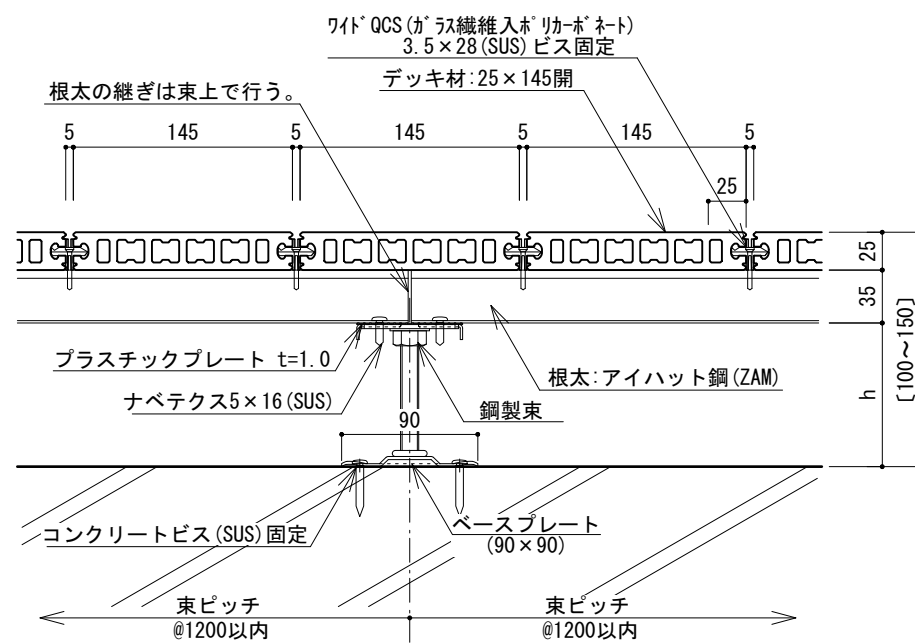 ワイドQCS(ガラス繊維入ポリカーボネート)
3.5×28(SUS)ビス固定
デッキ材:25×145開
根太の継ぎは束上で行う。
5 145 5 145 5 145 5
25
25
35
h
[100~150]
プラスチックプレート t=1.0
根太:アイハット鋼(ZAM)
ナベテクス5×16(SUS)
鋼製束
90
コンクリートビス(SUS)固定
ベースプレート
(90×90)
束ピッチ
@1200以内
束ピッチ
@1200以内